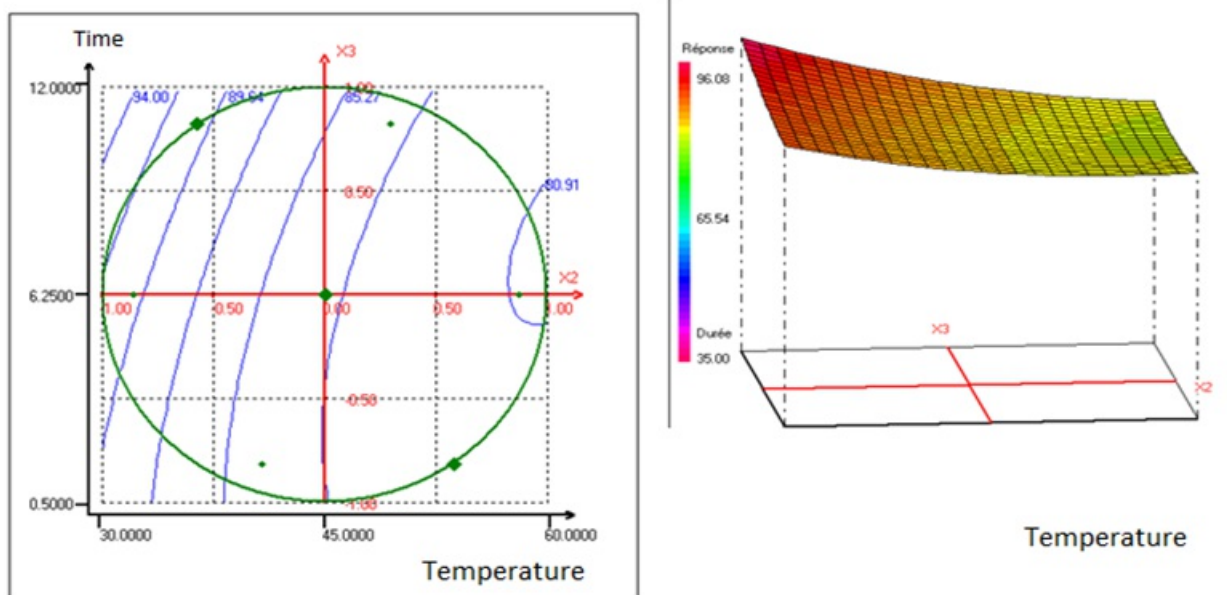 Time
X3
12.0000
1.00
94.00
89.64
85.27
0.50
80.91
X2
6.2500
1.00
0.50
0.00
0.50
1.00
-0.50
0.5000
-1.00
30.0000
45.0000
60.0000
Temperature
Réponse
96.08
65.54
Durée
35.00
X3
X2
Temperature